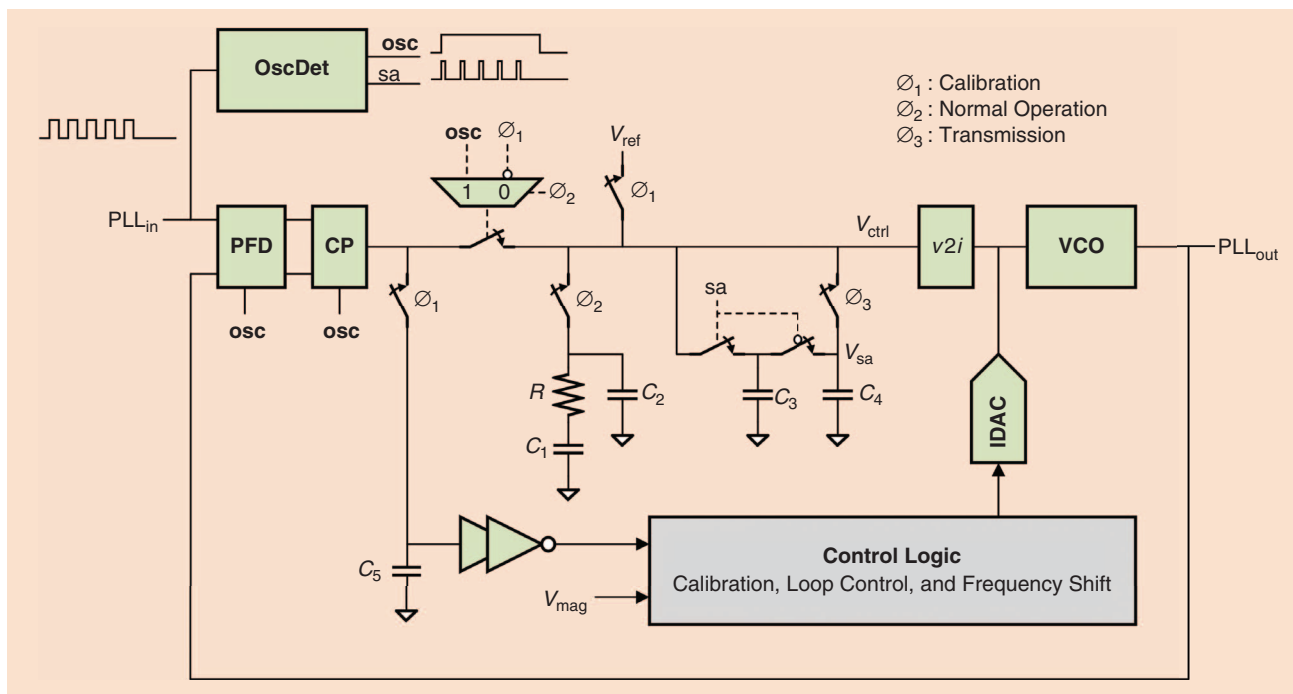 OscDet
osc
sa
∅1 : Calibration
∅2 : Normal Operation
∅3 : Transmission
osc
∅1
Vref
1 0
∅2
∅1
PLLin
PFD
CP
Vctrl
v2i
VCO
PLLout
∅1
∅2
sa
∅3
osc
osc
Vsa
R
C2
C3
C4
C1
IDAC
C5
Control Logic
Calibration, Loop Control, and Frequency Shift
Vmag